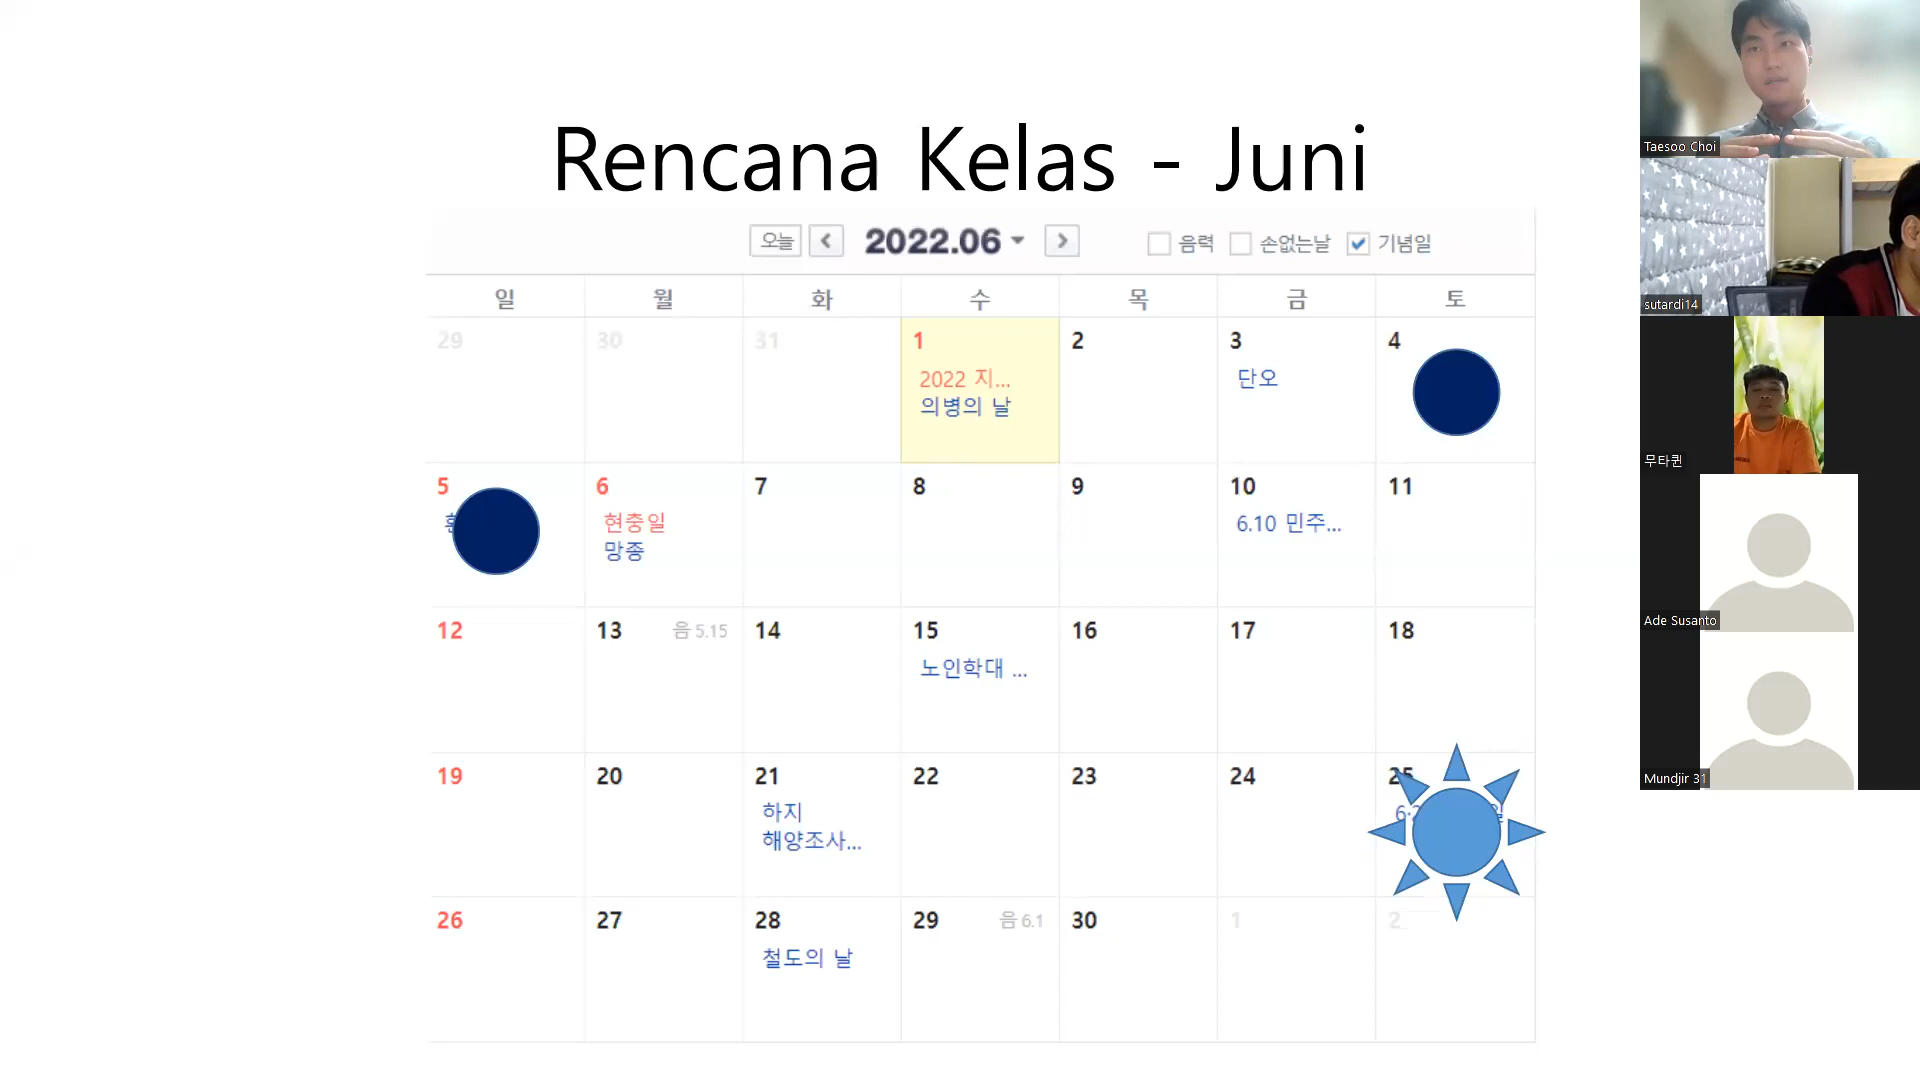 Rencana Kelas - Juni
오늘 2022.06 음력 손없는날 기념일
일 월 화 수 목 금 토
29 30 31 1 2 3 4
2022 지... 단오
의병의 날
5 6 7 8 9 10 11
현충일 6.10 민주...
망종
12 13 음 5.15 14 15 16 17 18
노인학대 ...
19 20 21 22 23 24 25
하지
해양조사...
26 27 28 29 음 6.1 30 1 2
철도의 날
Taesoo Choi
sutardi14
무타퀸
Ade Susanto
Mundjir 31